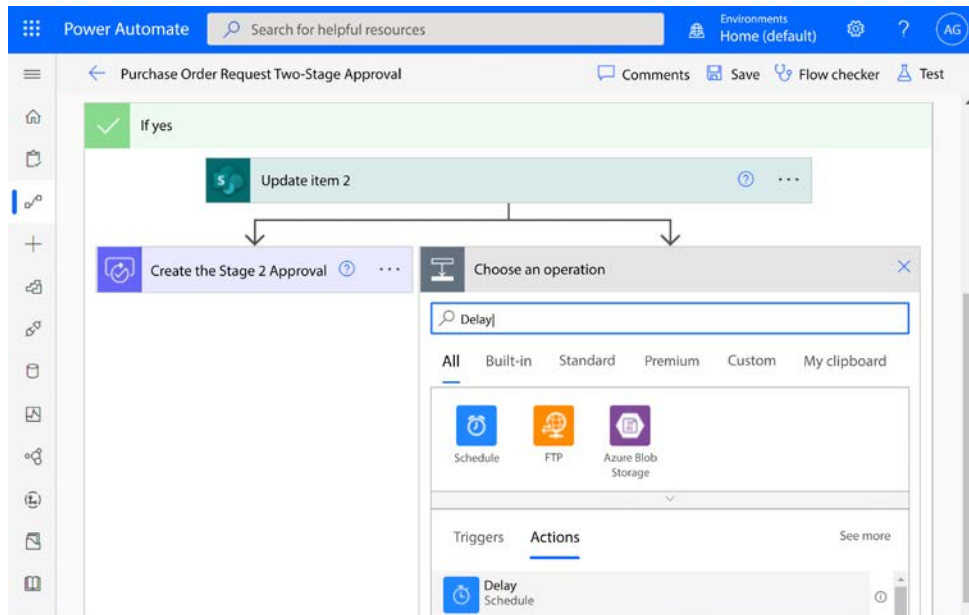 Power Automate
Search for helpful resources
Environments
Home (default)
?
AG
Purchase Order Request Two-Stage Approval
Comments
Save
Flow checker
Test
If yes
S
Update item 2
?
...
Create the Stage 2 Approval
?
...
Choose an operation
Delay
All
Built-in
Standard
Premium
Custom
My clipboard
Schedule
FTP
Azure Blob
Storage
Triggers
Actions
See more
Delay
Schedule